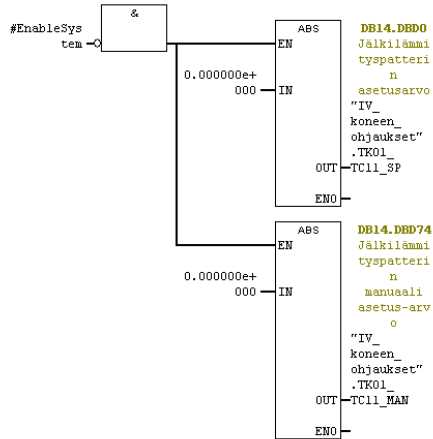 &
#EnableSys
tem
ABS
DB14.DBD0
Jälkilämmi
tyspatteri
n
asetusarvo
EN
0.000000e+
000
IN
"IV_
koneen_
ohjaukset"
.TK01_
OUT
TC11_SP
ENO
ABS
DB14.DBD74
Jälkilämmi
tyspatteri
n
manuaali
asetus-arv
o
EN
0.000000e+
000
IN
"IV_
koneen_
ohjaukset"
.TK01_
OUT
TC11_MAN
ENO